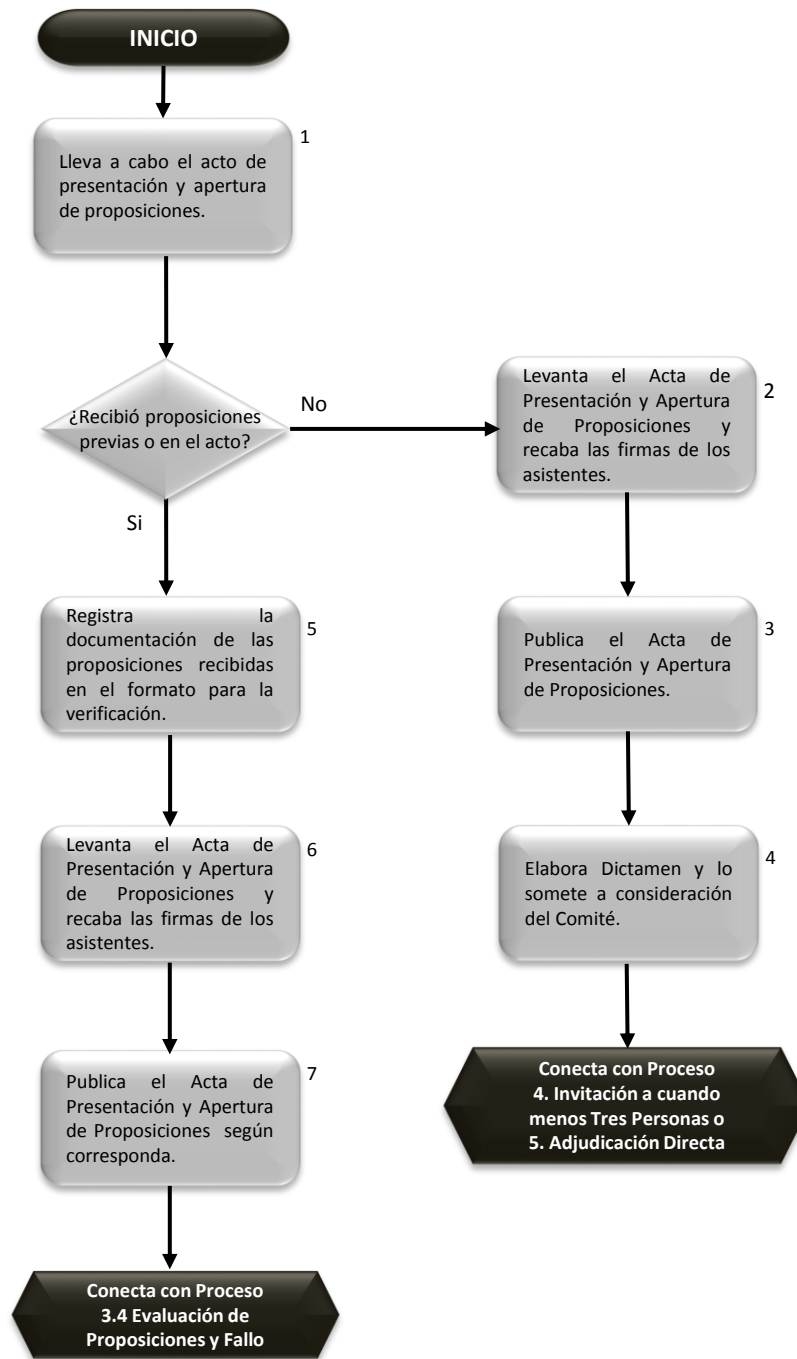 INICIO
1
Lleva a cabo el acto de
presentación y apertura
de proposiciones.
¿Recibió proposiciones
previas o en el acto?
No
Levanta el Acta de
Presentación y Apertura
de Proposiciones y
recaba las firmas de los
asistentes.
2
Si
Registra la
documentación de las
proposiciones recibidas
en el formato para la
verificación.
5
Publica el Acta de
Presentación y Apertura
de Proposiciones.
3
Levanta el Acta de
Presentación y Apertura
de Proposiciones y
recaba las firmas de los
asistentes.
6
Elabora Dictamen y lo
somete a consideración
del Comité.
4
Publica el Acta de
Presentación y Apertura
de Proposiciones según
corresponda.
7
Conecta con Proceso
4. Invitación a cuando
menos Tres Personas o
5. Adjudicación Directa
Conecta con Proceso
3.4 Evaluación de
Proposiciones y Fallo